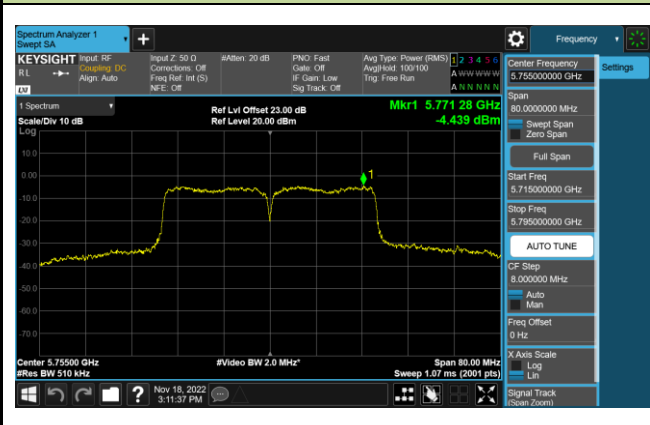 Spectrum Analyzer 1
Swept SA
Frequency
KEYSIGHT
Input: RF
Input Z: 50 Ω
#Atten: 20 dB
PNO: Fast
Avg Type: Power (RMS)
1 2 3 4 5 6
RL
Coupling: DC
Corrections: Off
Gate: Off
Avg|Hold: 100/100
A W W W W W
Align: Auto
Freq Ref: Int (S)
IF Gain: Low
Trig: Free Run
NFE: Off
Sig Track: Off
A N N N N N
LXI
1 Spectrum
Scale/Div 10 dB
Ref Lvl Offset 23.00 dB
Ref Level 20.00 dBm
Mkr1 5.771 28 GHz
-4.439 dBm
Log
10.0
0.00
-10.0
-20.0
-30.0
-40.0
-50.0
-60.0
-70.0
1
Center 5.75500 GHz
#Video BW 2.0 MHz*
Span 80.00 MHz
#Res BW 510 kHz
Sweep 1.07 ms (2001 pts)
Center Frequency
5.755000000 GHz
Settings
Span
80.0000000 MHz
Swept Span
Zero Span
Full Span
Start Freq
5.715000000 GHz
Stop Freq
5.795000000 GHz
AUTO TUNE
CF Step
8.000000 MHz
Auto
Man
Freq Offset
0 Hz
X Axis Scale
Log
Lin
Signal Track
(Span Zoom)
?
Nov 18, 2022
3:11:37 PM